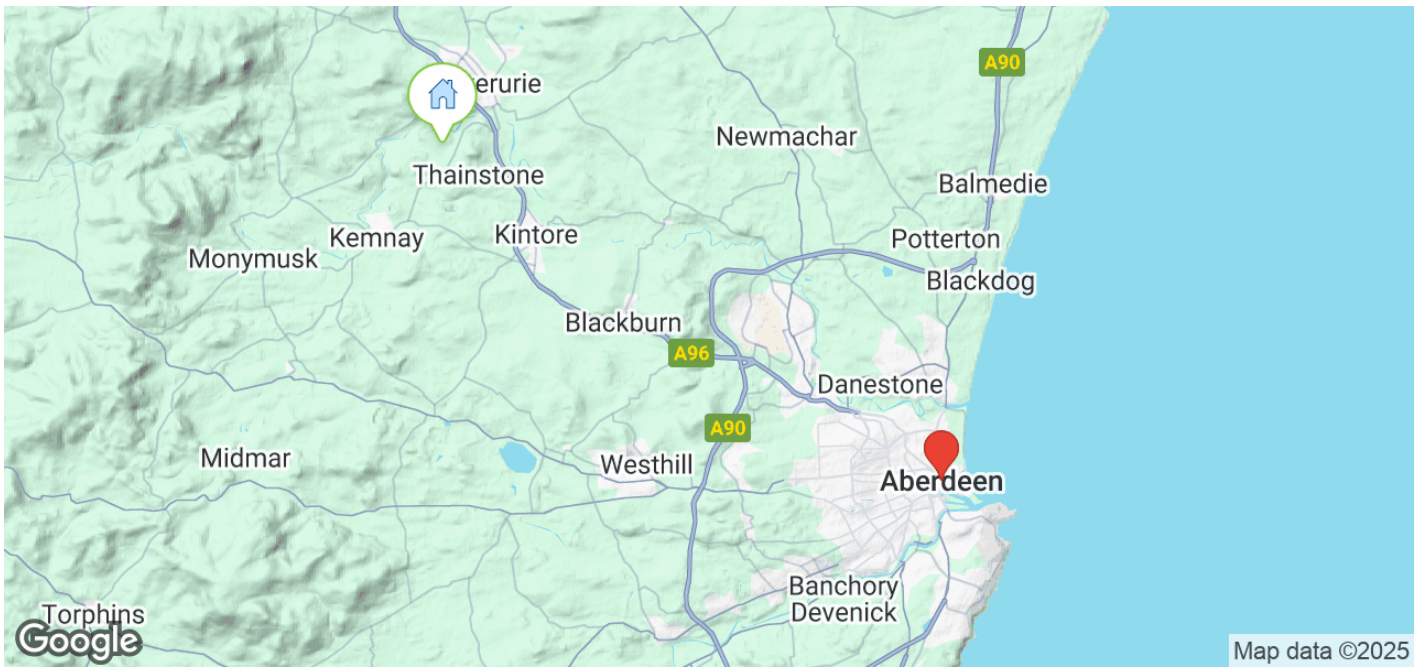 A90
erurie
Newmachar
Thainstone
Balmedie
Kemnay
Kintore
Potterton
Monymusk
Blackdog
Blackburn
A96
Danestone
A90
Midmar
Westhill
Aberdeen
Banchory
Devenick
Torphins
Google
Map data ©2025